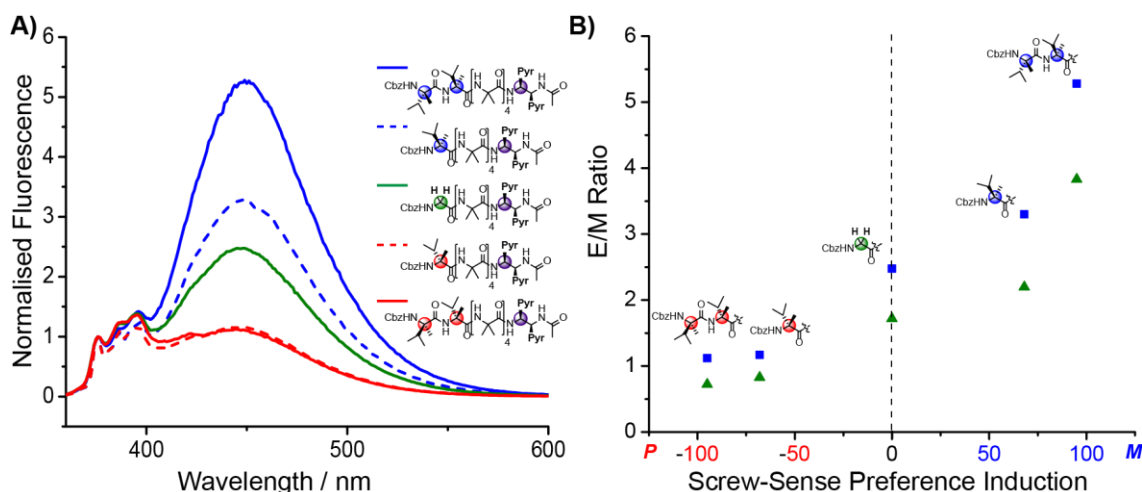 A)
Normalised Fluorescence
6
5
4
3
2
1
0
400
500
600
Wavelength / nm
CbzHN
O
N
H
O
H
N
O
4
N
H
Pyr
H
N
O
Pyr
CbzHN
O
H
N
O
4
N
H
Pyr
H
N
O
Pyr
H H
CbzHN
O
H
N
O
4
N
H
Pyr
H
N
O
Pyr
CbzHN
O
H
N
O
4
N
H
Pyr
H
N
O
Pyr
CbzHN
O
N
H
O
H
N
O
4
N
H
Pyr
H
N
O
Pyr
B)
E/M Ratio
6
5
4
3
2
1
0
CbzHN
O
N
H
O
CbzHN
O
H H
CbzHN
O
CbzHN
O
N
H
O
CbzHN
O
P -100 -50 0 50 100 M
Screw-Sense Preference Induction